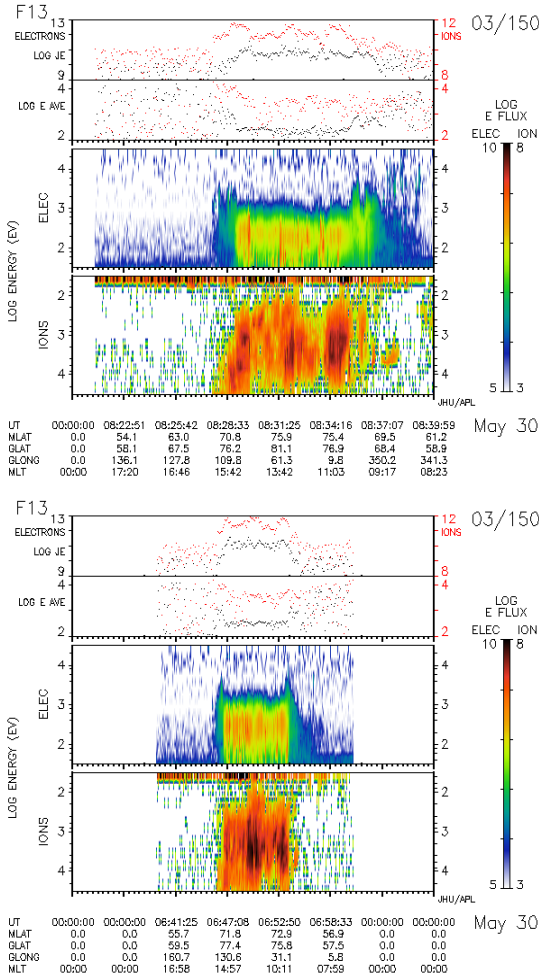 F13
03/150
13
12
ELECTRONS
IONS
LOG JE
9
8
4
4
LOG E AVE
2
2
LOG
E FLUX
ELEC ION
10 8
4
3
2
ELEC
LOG ENERGY (EV)
2
3
4
IONS
5 3
JHU/APL
UT 00:00:00 08:22:51 08:25:42 08:28:33 08:31:25 08:34:16 08:37:07 08:39:59
May 30
MLAT 0.0 54.1 63.0 70.8 75.9 75.4 69.5 61.2
GLAT 0.0 58.1 67.5 76.2 81.1 76.9 68.4 58.9
GLONG 0.0 136.1 127.8 109.8 61.3 9.8 350.2 341.3
MLT 00:00 17:20 16:46 15:42 13:42 11:03 09:17 08:23
F13
03/150
13
12
ELECTRONS
IONS
LOG JE
9
8
4
4
LOG E AVE
2
2
LOG
E FLUX
ELEC ION
10 8
4
3
2
ELEC
LOG ENERGY (EV)
2
3
4
IONS
5 3
JHU/APL
UT 00:00:00 00:00:00 06:41:25 06:47:08 06:52:50 06:58:33 00:00:00 00:00:00
May 30
MLAT 0.0 0.0 55.7 71.8 72.9 56.9 0.0 0.0
GLAT 0.0 0.0 59.5 77.4 75.8 57.5 0.0 0.0
GLONG 0.0 0.0 160.7 130.6 31.1 5.8 0.0 0.0
MLT 00:00 00:00 16:58 14:57 10:11 07:59 00:00 00:00